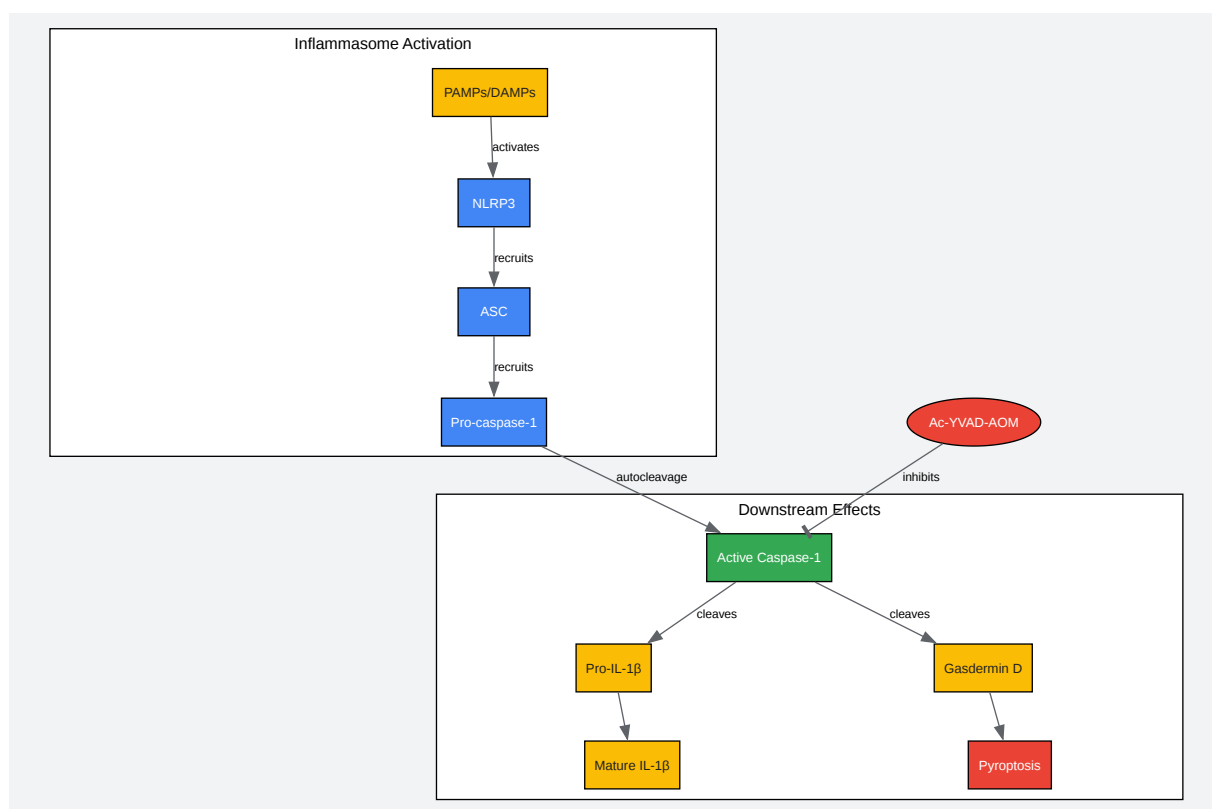 Inflammasome Activation
PAMPs/DAMPs
activates
NLRP3
recruits
ASC
recruits
Pro-caspase-1
Ac-YVAD-AOM
autocleavage
inhibits
Downstream Effects
Active Caspase-1
cleaves
cleaves
Pro-IL-1β
Gasdermin D
Mature IL-1β
Pyroptosis